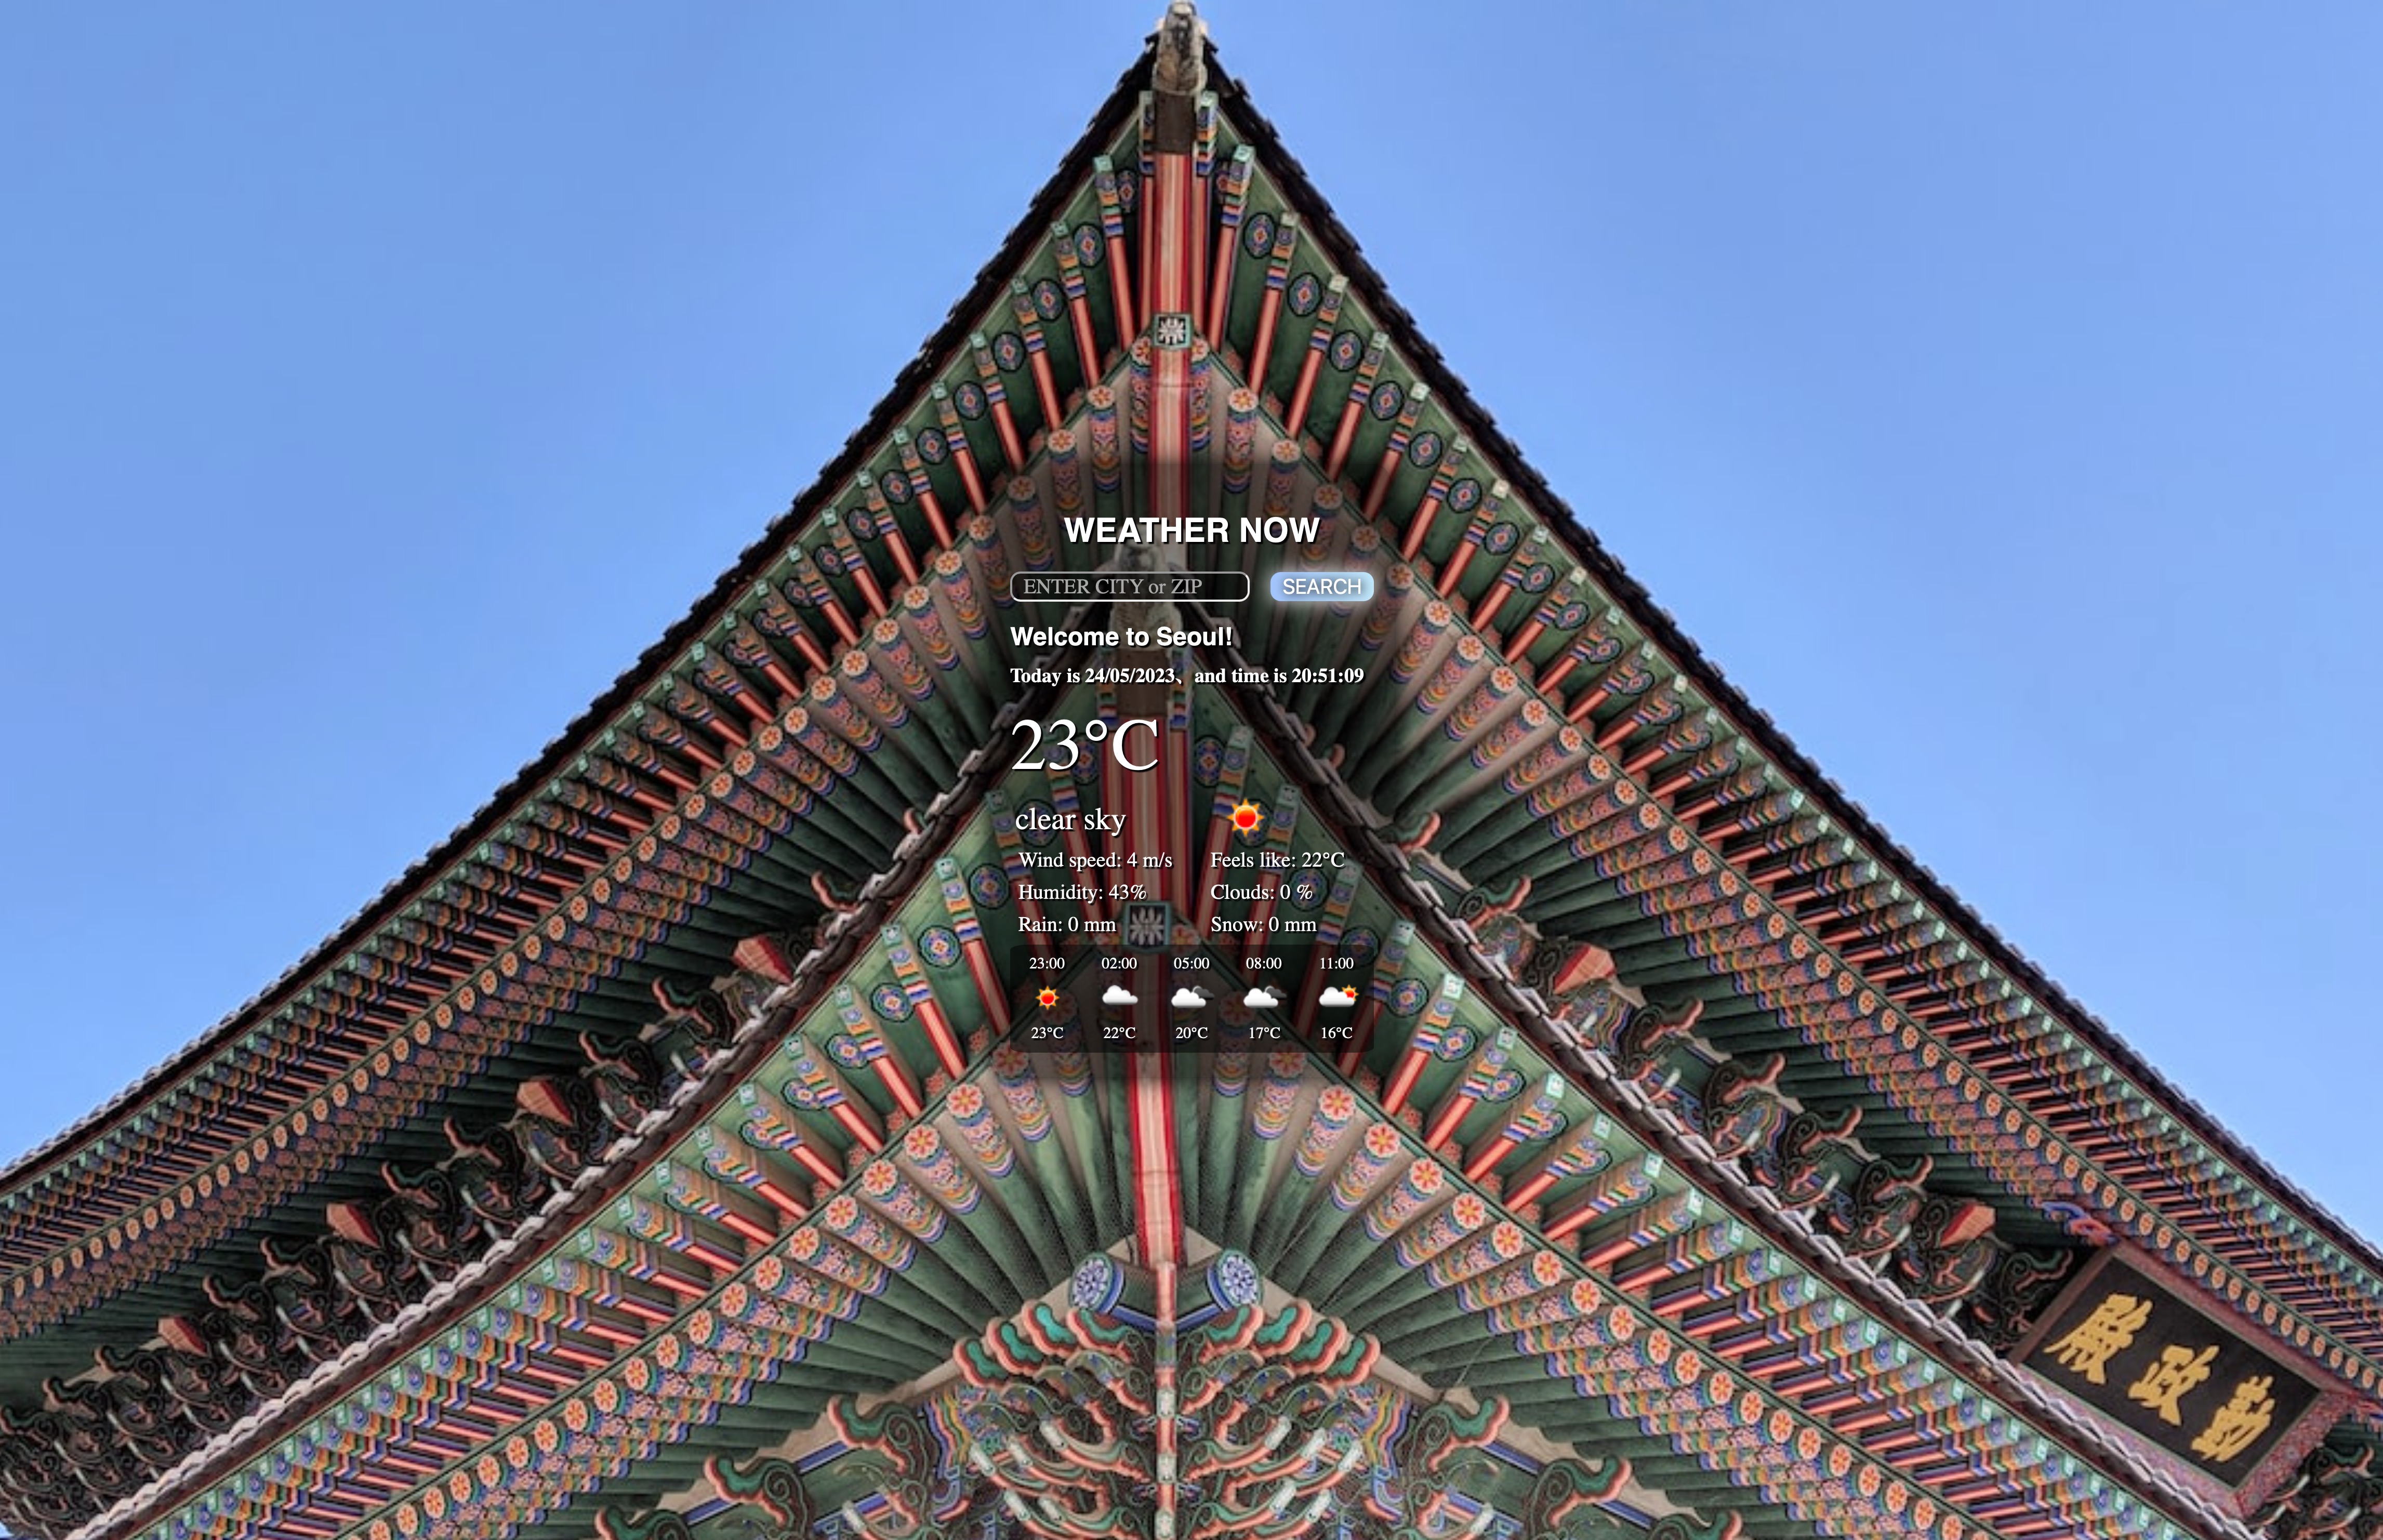 WEATHER NOW
ENTER CITY or ZIP
SEARCH
Welcome to Seoul!
Today is 24/05/2023、and time is 20:51:09
23°C
clear sky
Wind speed: 4 m/s Feels like: 22°C
Humidity: 43% Clouds: 0 %
Rain: 0 mm Snow: 0 mm
23:00 02:00 05:00 08:00 11:00
23°C 22°C 20°C 17°C 16°C
殿政勤